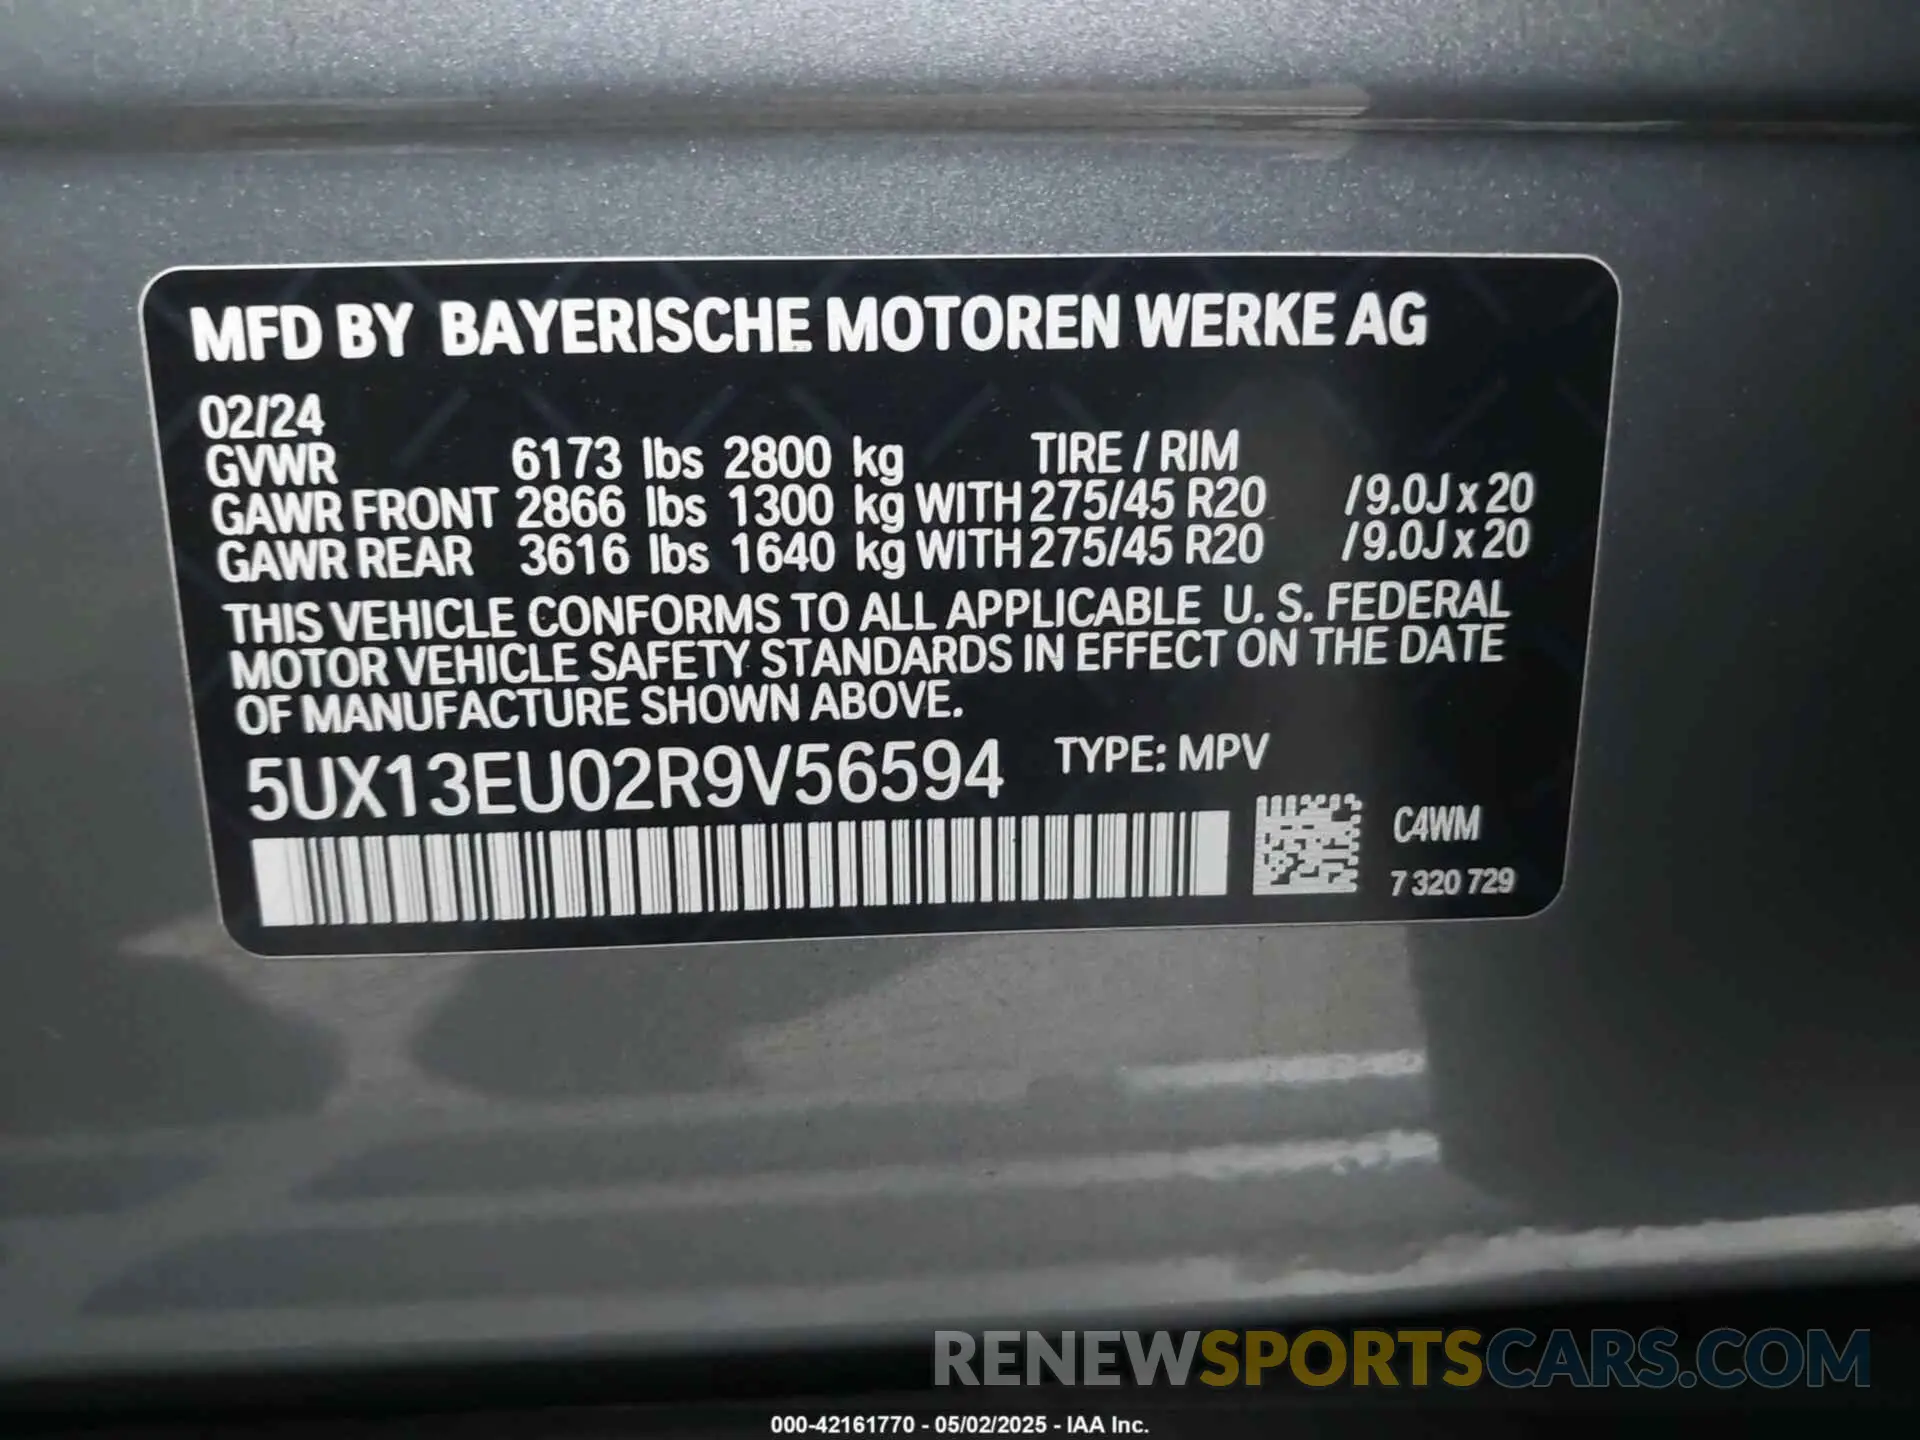 MFD BY BAYERISCHE MOTOREN WERKE AG
02/24
GVWR 6173 lbs 2800 kg TIRE / RIM
GAWR FRONT 2866 lbs 1300 kg WITH 275/45 R20 /9.0J x 20
GAWR REAR 3616 lbs 1640 kg WITH 275/45 R20 /9.0J x 20
THIS VEHICLE CONFORMS TO ALL APPLICABLE U. S. FEDERAL
MOTOR VEHICLE SAFETY STANDARDS IN EFFECT ON THE DATE
OF MANUFACTURE SHOWN ABOVE.
5UX13EU02R9V56594 TYPE: MPV
C4WM
7 320 729
RENEWSPORTSCARS.COM
000-42161770 - 05/02/2025 - IAA Inc.